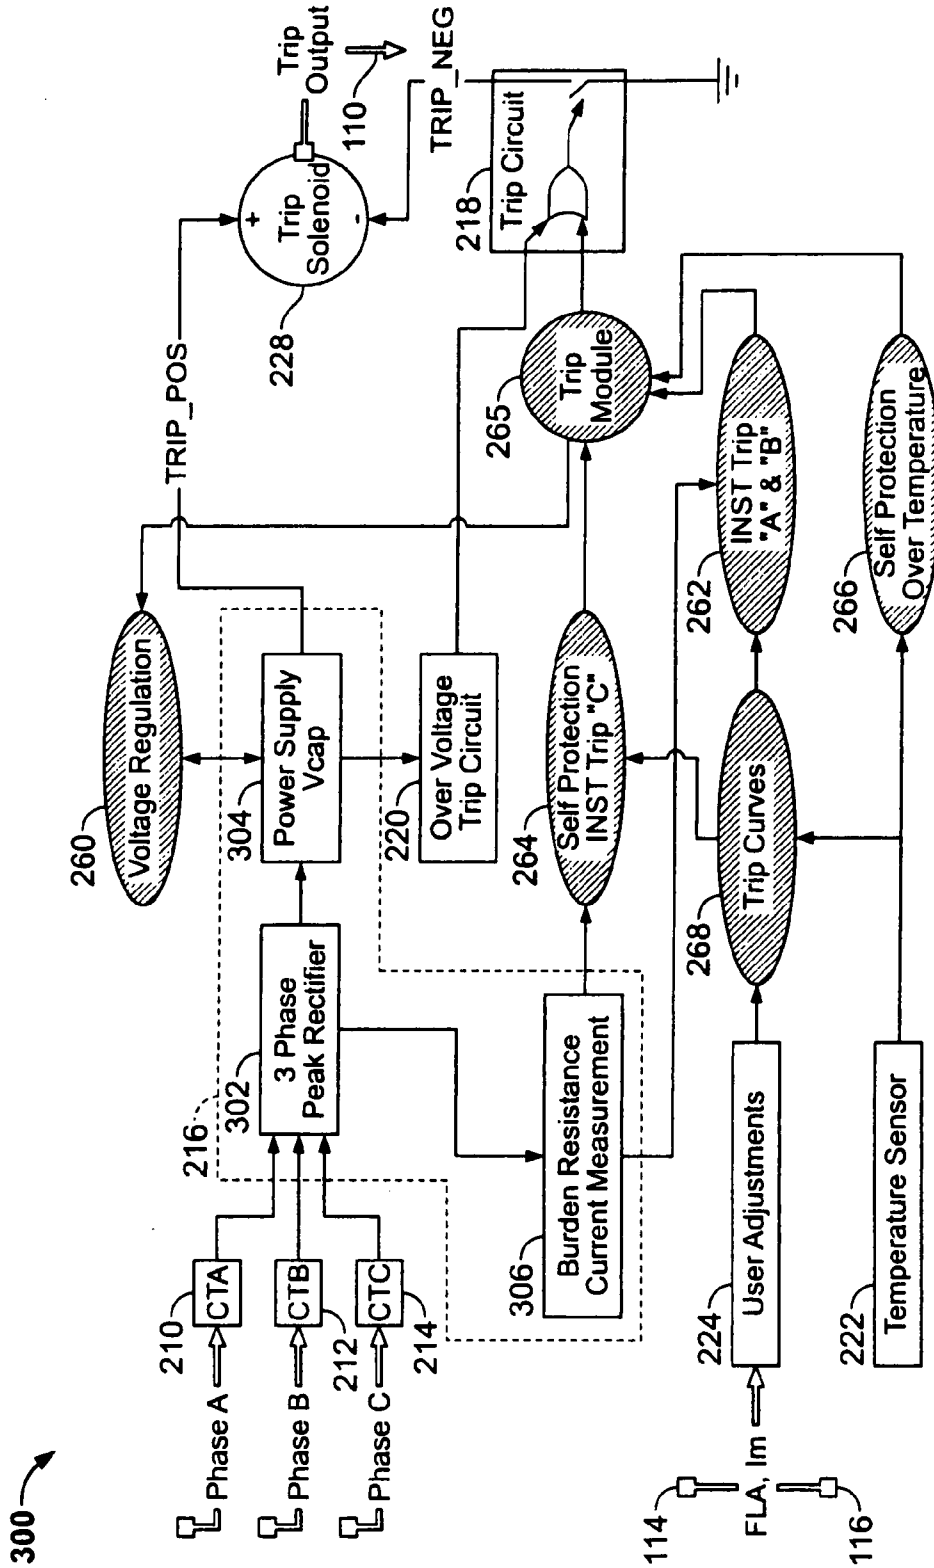 300
Phase A
210
CTA
Phase B
212
CTB
Phase C
214
CTC
216
302
3 Phase
Peak Rectifier
304
Power Supply
Vcap
260
Voltage Regulation
TRIP_POS
228
+
Trip
Solenoid
-
Trip
Output
110
TRIP_NEG
220
Over Voltage
Trip Circuit
218
Trip Circuit
306
Burden Resistance
Current Measurement
264
Self Protection
INST Trip "C"
265
Trip
Module
114
FLA, Im
116
224
User Adjustments
268
Trip Curves
262
INST Trip
"A" & "B"
222
Temperature Sensor
266
Self Protection
Over Temperature